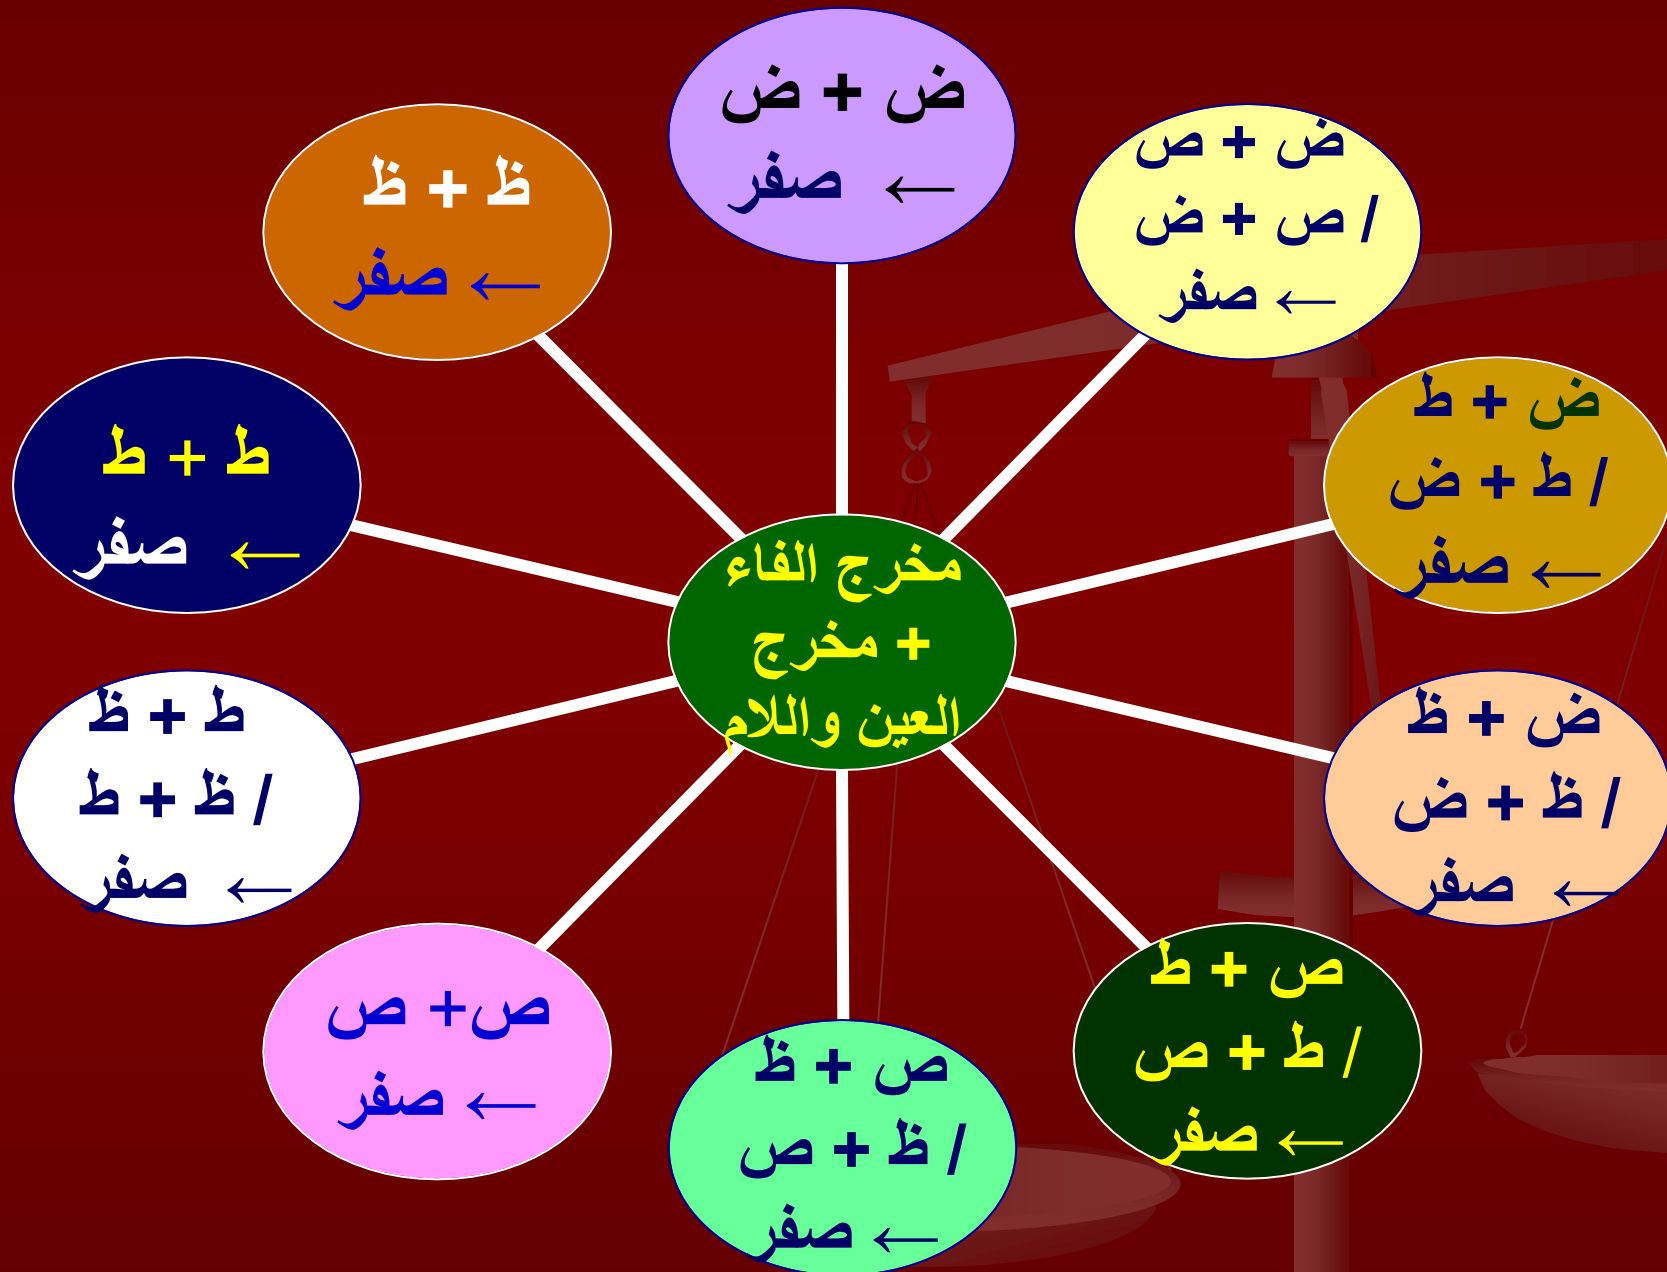 ض + ض
← صفر
ض + ص
/ ص + ض
← صفر
ض + ط
/ ط + ض
← صفر
ض + ظ
/ ظ + ض
← صفر
ص + ط
/ ط + ص
← صفر
ص + ظ
/ ظ + ص
← صفر
ص+ ص
← صفر
ط + ظ
/ ظ + ط
← صفر
ط + ط
← صفر
ظ + ظ
← صفر
مخرج الفاء
+ مخرج
العين واللام